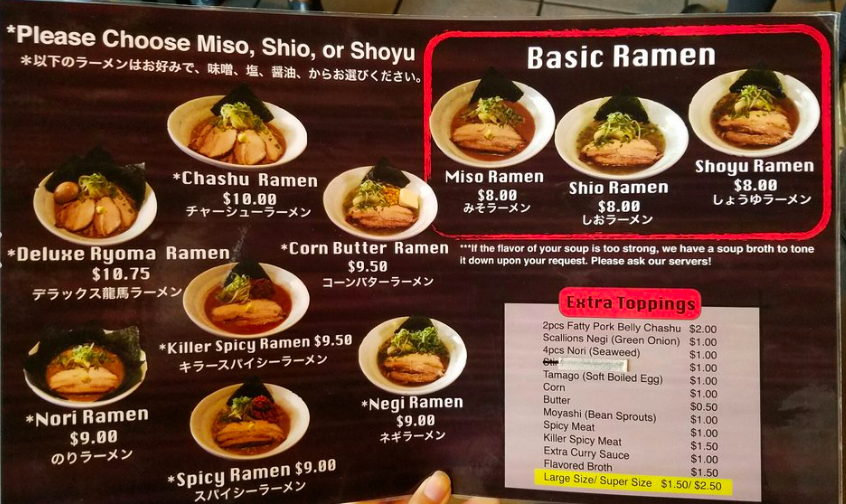 *Please Choose Miso, Shio, or Shoyu
*以下のラーメンはお好みで、味噌、塩、醤油、からお選びください。
*Chashu Ramen
$10.00
チャーシューラーメン
*Deluxe Ryoma Ramen
$10.75
デラックス龍馬ラーメン
*Corn Butter Ramen
$9.50
コーンバターラーメン
*Killer Spicy Ramen $9.50
キラースパイシーラーメン
*Nori Ramen
$9.00
のりラーメン
*Negi Ramen
$9.00
ネギラーメン
*Spicy Ramen $9.00
スパイシーラーメン
Basic Ramen
Miso Ramen
$8.00
みそラーメン
Shio Ramen
$8.00
しおラーメン
Shoyu Ramen
$8.00
しょうゆラーメン
***If the flavor of your soup is too strong, we have a soup broth to tone
it down upon your request. Please ask our servers!
Extra Toppings
2pcs Fatty Pork Belly Chashu $2.00
Scallions Negi (Green Onion) $1.00
4pcs Nori (Seaweed) $1.00
$1.00
Tamago (Soft Boiled Egg) $1.00
Corn $1.00
Butter $0.50
Moyashi (Bean Sprouts) $1.00
Spicy Meat $1.00
Killer Spicy Meat $1.50
Extra Curry Sauce $1.00
Flavored Broth $1.50
Large Size/ Super Size $1.50/ $2.50